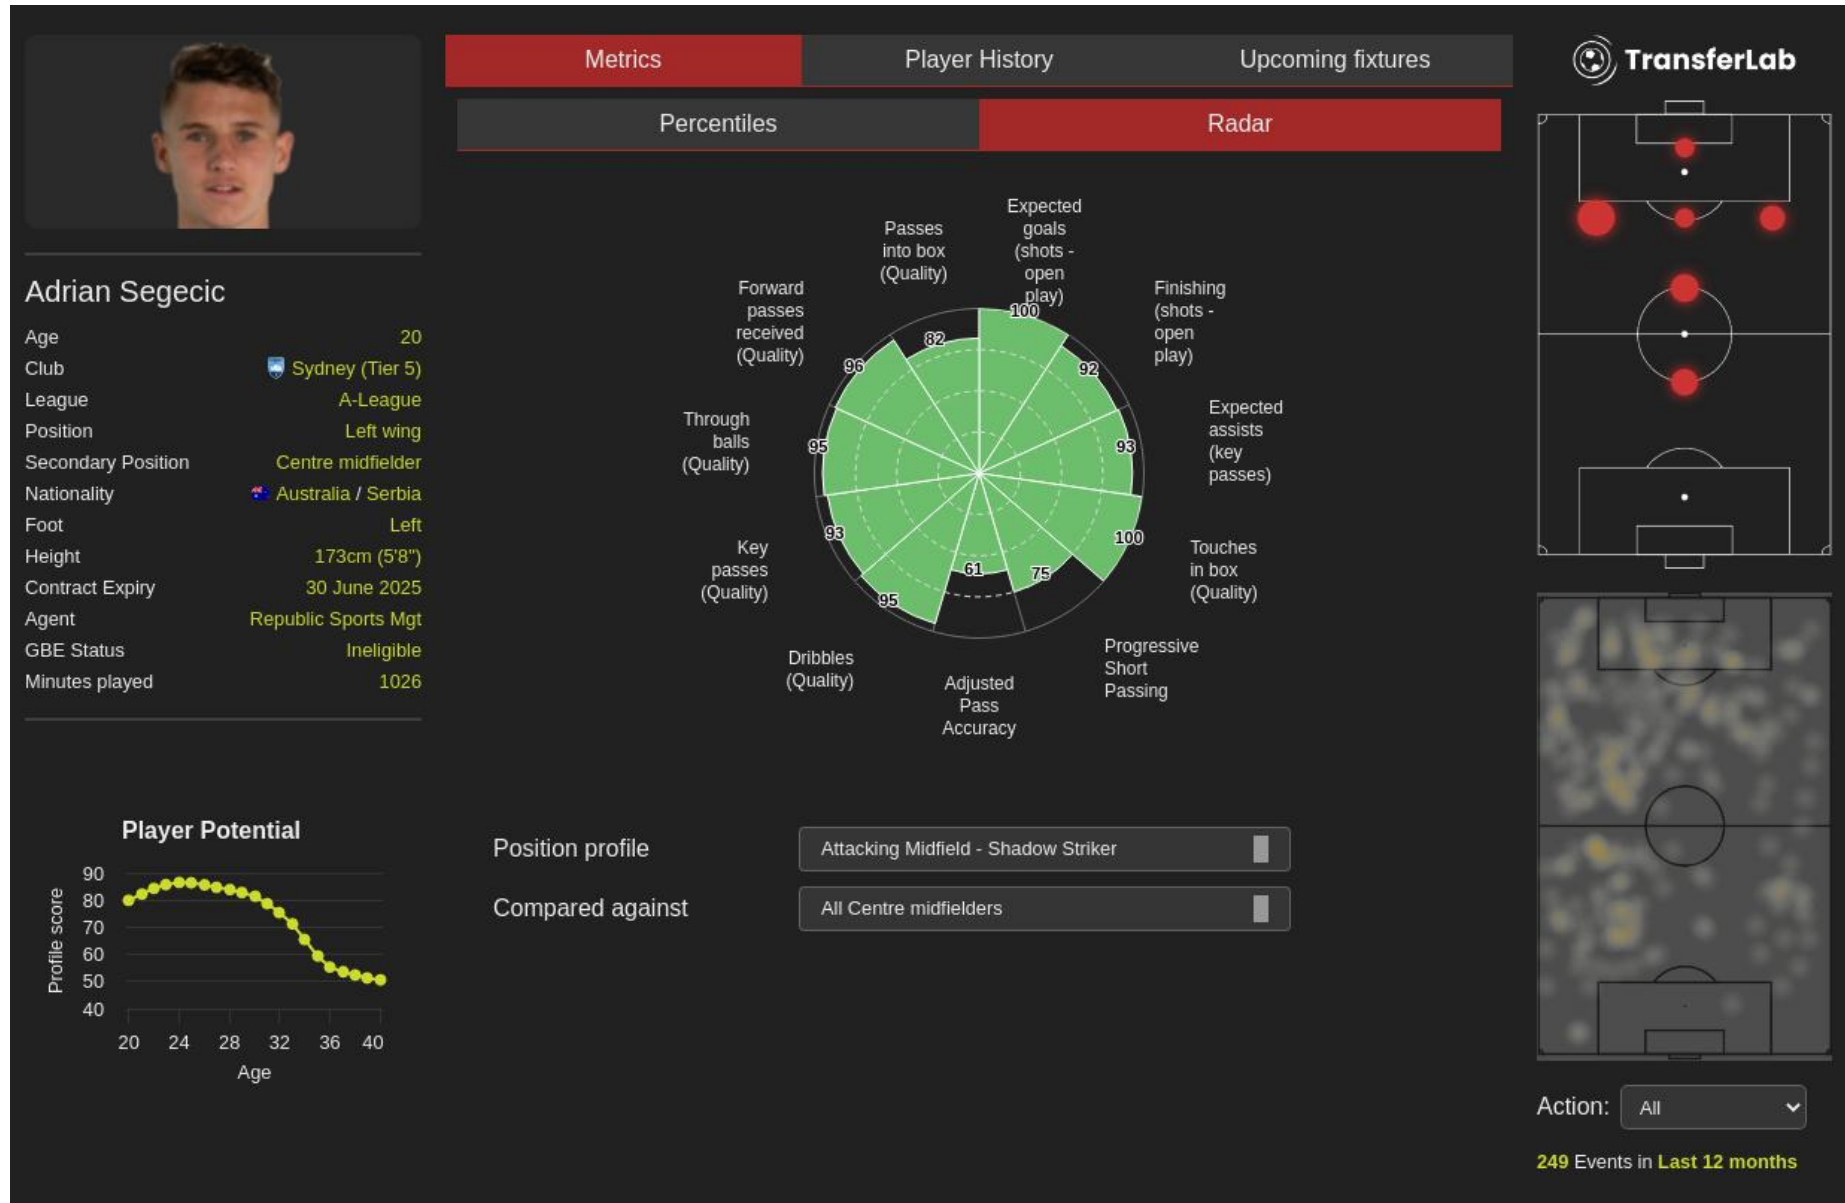 Metrics
Player History
Upcoming fixtures
TransferLab
Percentiles
Radar
Adrian Segecic
Age 20
Club Sydney (Tier 5)
League A-League
Position Left wing
Secondary Position Centre midfielder
Nationality Australia / Serbia
Foot Left
Height 173cm (5'8")
Contract Expiry 30 June 2025
Agent Republic Sports Mgt
GBE Status Ineligible
Minutes played 1026
Expected
goals
(shots -
open
play)
100
Finishing
(shots -
open
play)
92
Expected
assists
(key
passes)
93
Touches
in box
(Quality)
100
Progressive
Short
Passing
75
Adjusted
Pass
Accuracy
61
Dribbles
(Quality)
95
Key
passes
(Quality)
93
Through
balls
(Quality)
95
Forward
passes
received
(Quality)
96
Passes
into box
(Quality)
82
Player Potential
Profile score
90
80
70
60
50
40
20 24 28 32 36 40
Age
Position profile
Attacking Midfield - Shadow Striker
Compared against
All Centre midfielders
Action: All
249 Events in Last 12 months